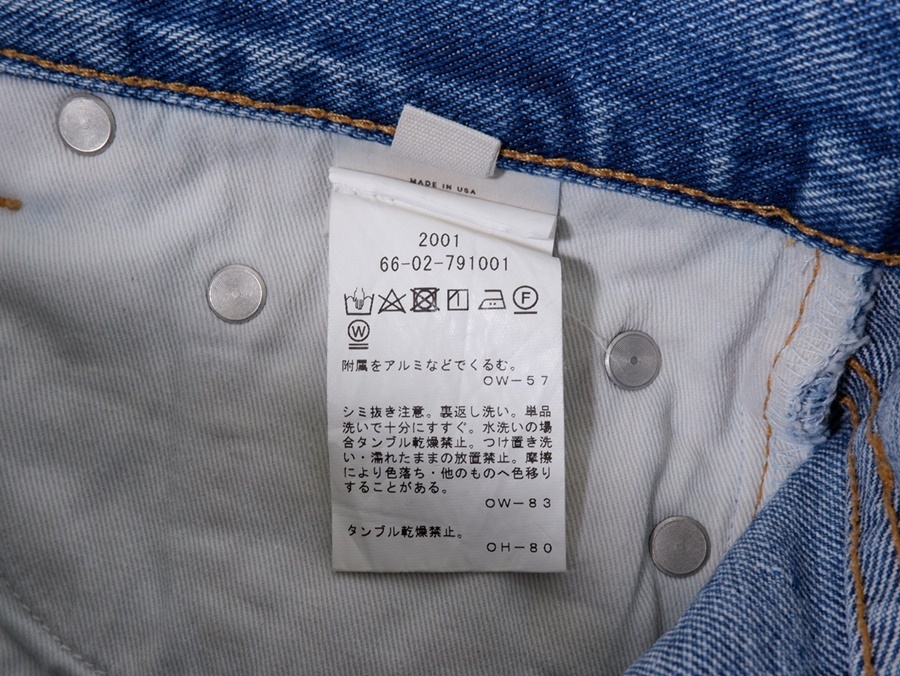 MADE IN USA
2001
66-02-791001
F
W
附属をアルミなどでくるむ。
OW-57
シミ抜き注意。裏返し洗い。単品
洗いで十分にすすぐ。水洗いの場
合タンブル乾燥禁止。つけ置き洗
い・濡れたままの放置禁止。摩擦
により色落ち・他のものへ色移り
することがある。
OW-83
タンブル乾燥禁止。
OH-80